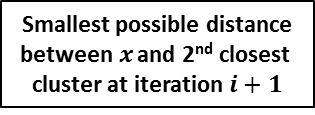 Smallest possible distance
between x and 2nd closest
cluster at iteration i + 1